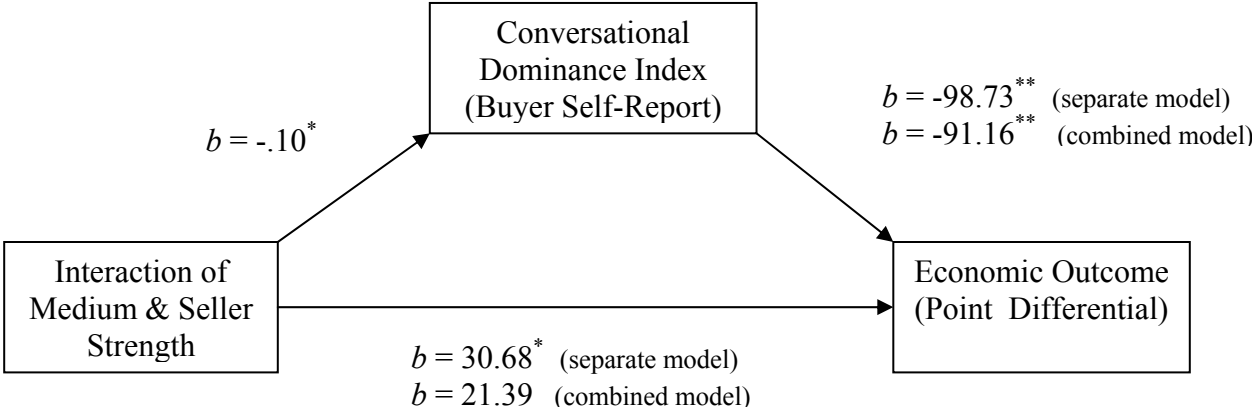 Conversational
Dominance Index
(Buyer Self-Report)
b = -98.73** (separate model)
b = -91.16** (combined model)
b = -.10*
Interaction of
Medium & Seller
Strength
Economic Outcome
(Point Differential)
b = 30.68* (separate model)
b = 21.39 (combined model)